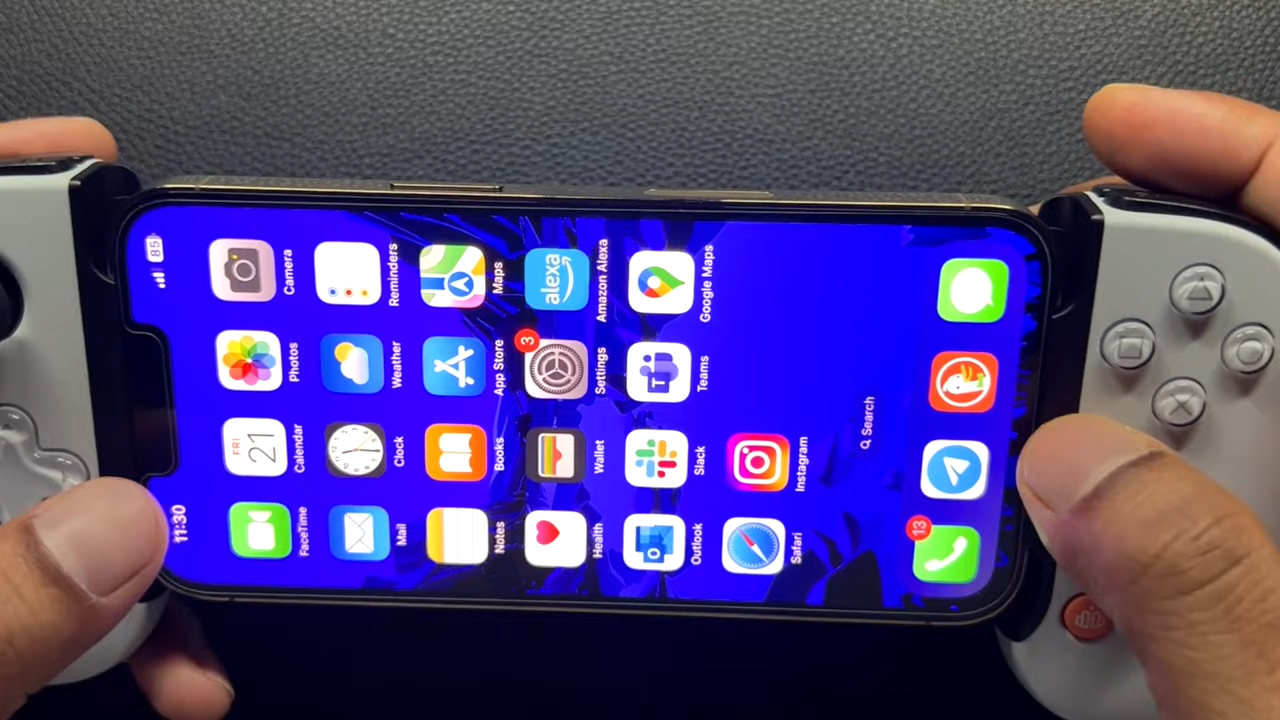 11:30
85
FaceTime
FRI
21
Calendar
Photos
Camera
Mail
Clock
Weather
Reminders
Notes
Books
App Store
Maps
Health
Wallet
3
Settings
alexa
Amazon Alexa
Outlook
Slack
Teams
Google Maps
Safari
Instagram
Search
13